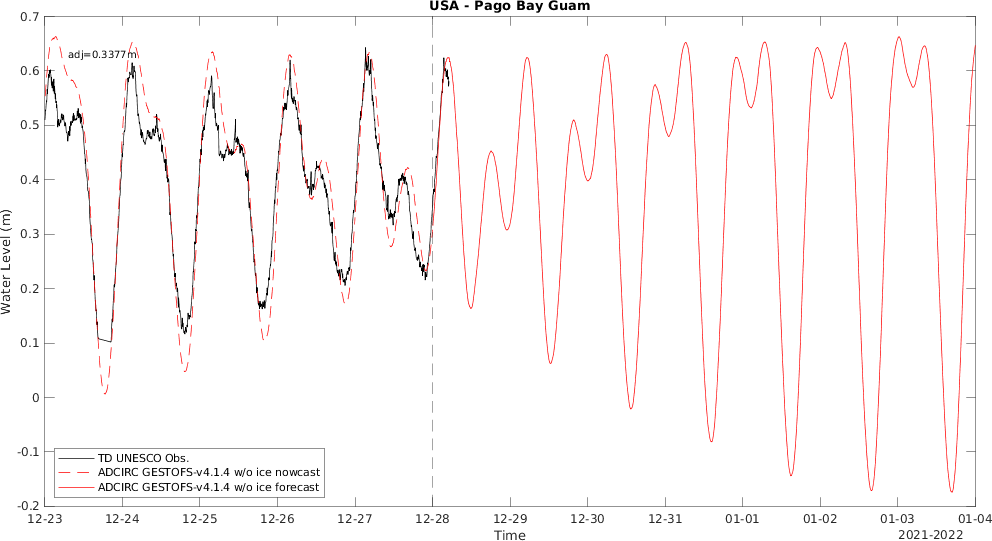 USA - Pago Bay Guam
adj=0.3377m
Water Level (m)
0.7
0.6
0.5
0.4
0.3
0.2
0.1
0
-0.1
-0.2
TD UNESCO Obs.
ADCIRC GESTOFS-v4.1.4 w/o ice nowcast
ADCIRC GESTOFS-v4.1.4 w/o ice forecast
12-23 12-24 12-25 12-26 12-27 12-28 12-29 12-30 12-31 01-01 01-02 01-03 01-04
Time
2021-2022